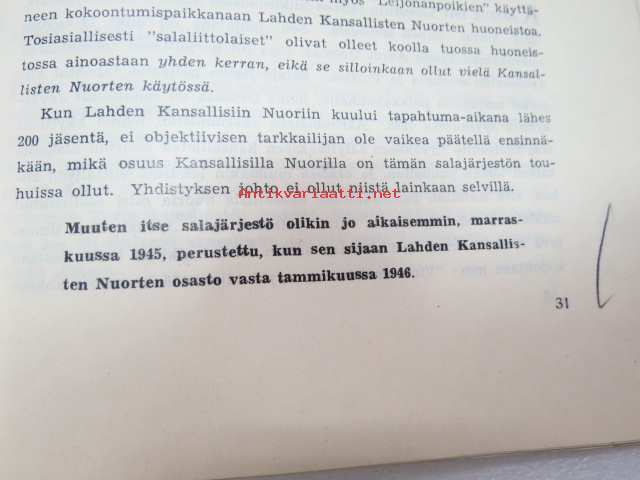 myös "Leijonanpoikien" käyttä-
neen kokoontumispaikkanaan Lahden Kansallisten Nuorten huoneistoa.
Tosiasiallisesti "salaliittolaiset" olivat olleet koolla tuossa huoneis-
tossa ainoastaan yhden kerran, eikä se silloinkaan ollut vielä Kansal-
listen Nuorten käytössä.
Kun Lahden Kansallisiin Nuoriin kuului tapahtuma-aikana lähes
200 jäsentä, ei objektiivisen tarkkailijan ole vaikea päätellä ensinnä-
kään, mikä osuus Kansallisilla Nuorilla on tämän salajärjestön tou-
huissa ollut. Yhdistyksen johto ei ollut niistä lainkaan selvillä.
Antikvariaatti.net
Muuten itse salajärjestö olikin jo aikaisemmin, marras-
kuussa 1945, perustettu, kun sen sijaan Lahden Kansallis-
ten Nuorten osasto vasta tammikuussa 1946.
31